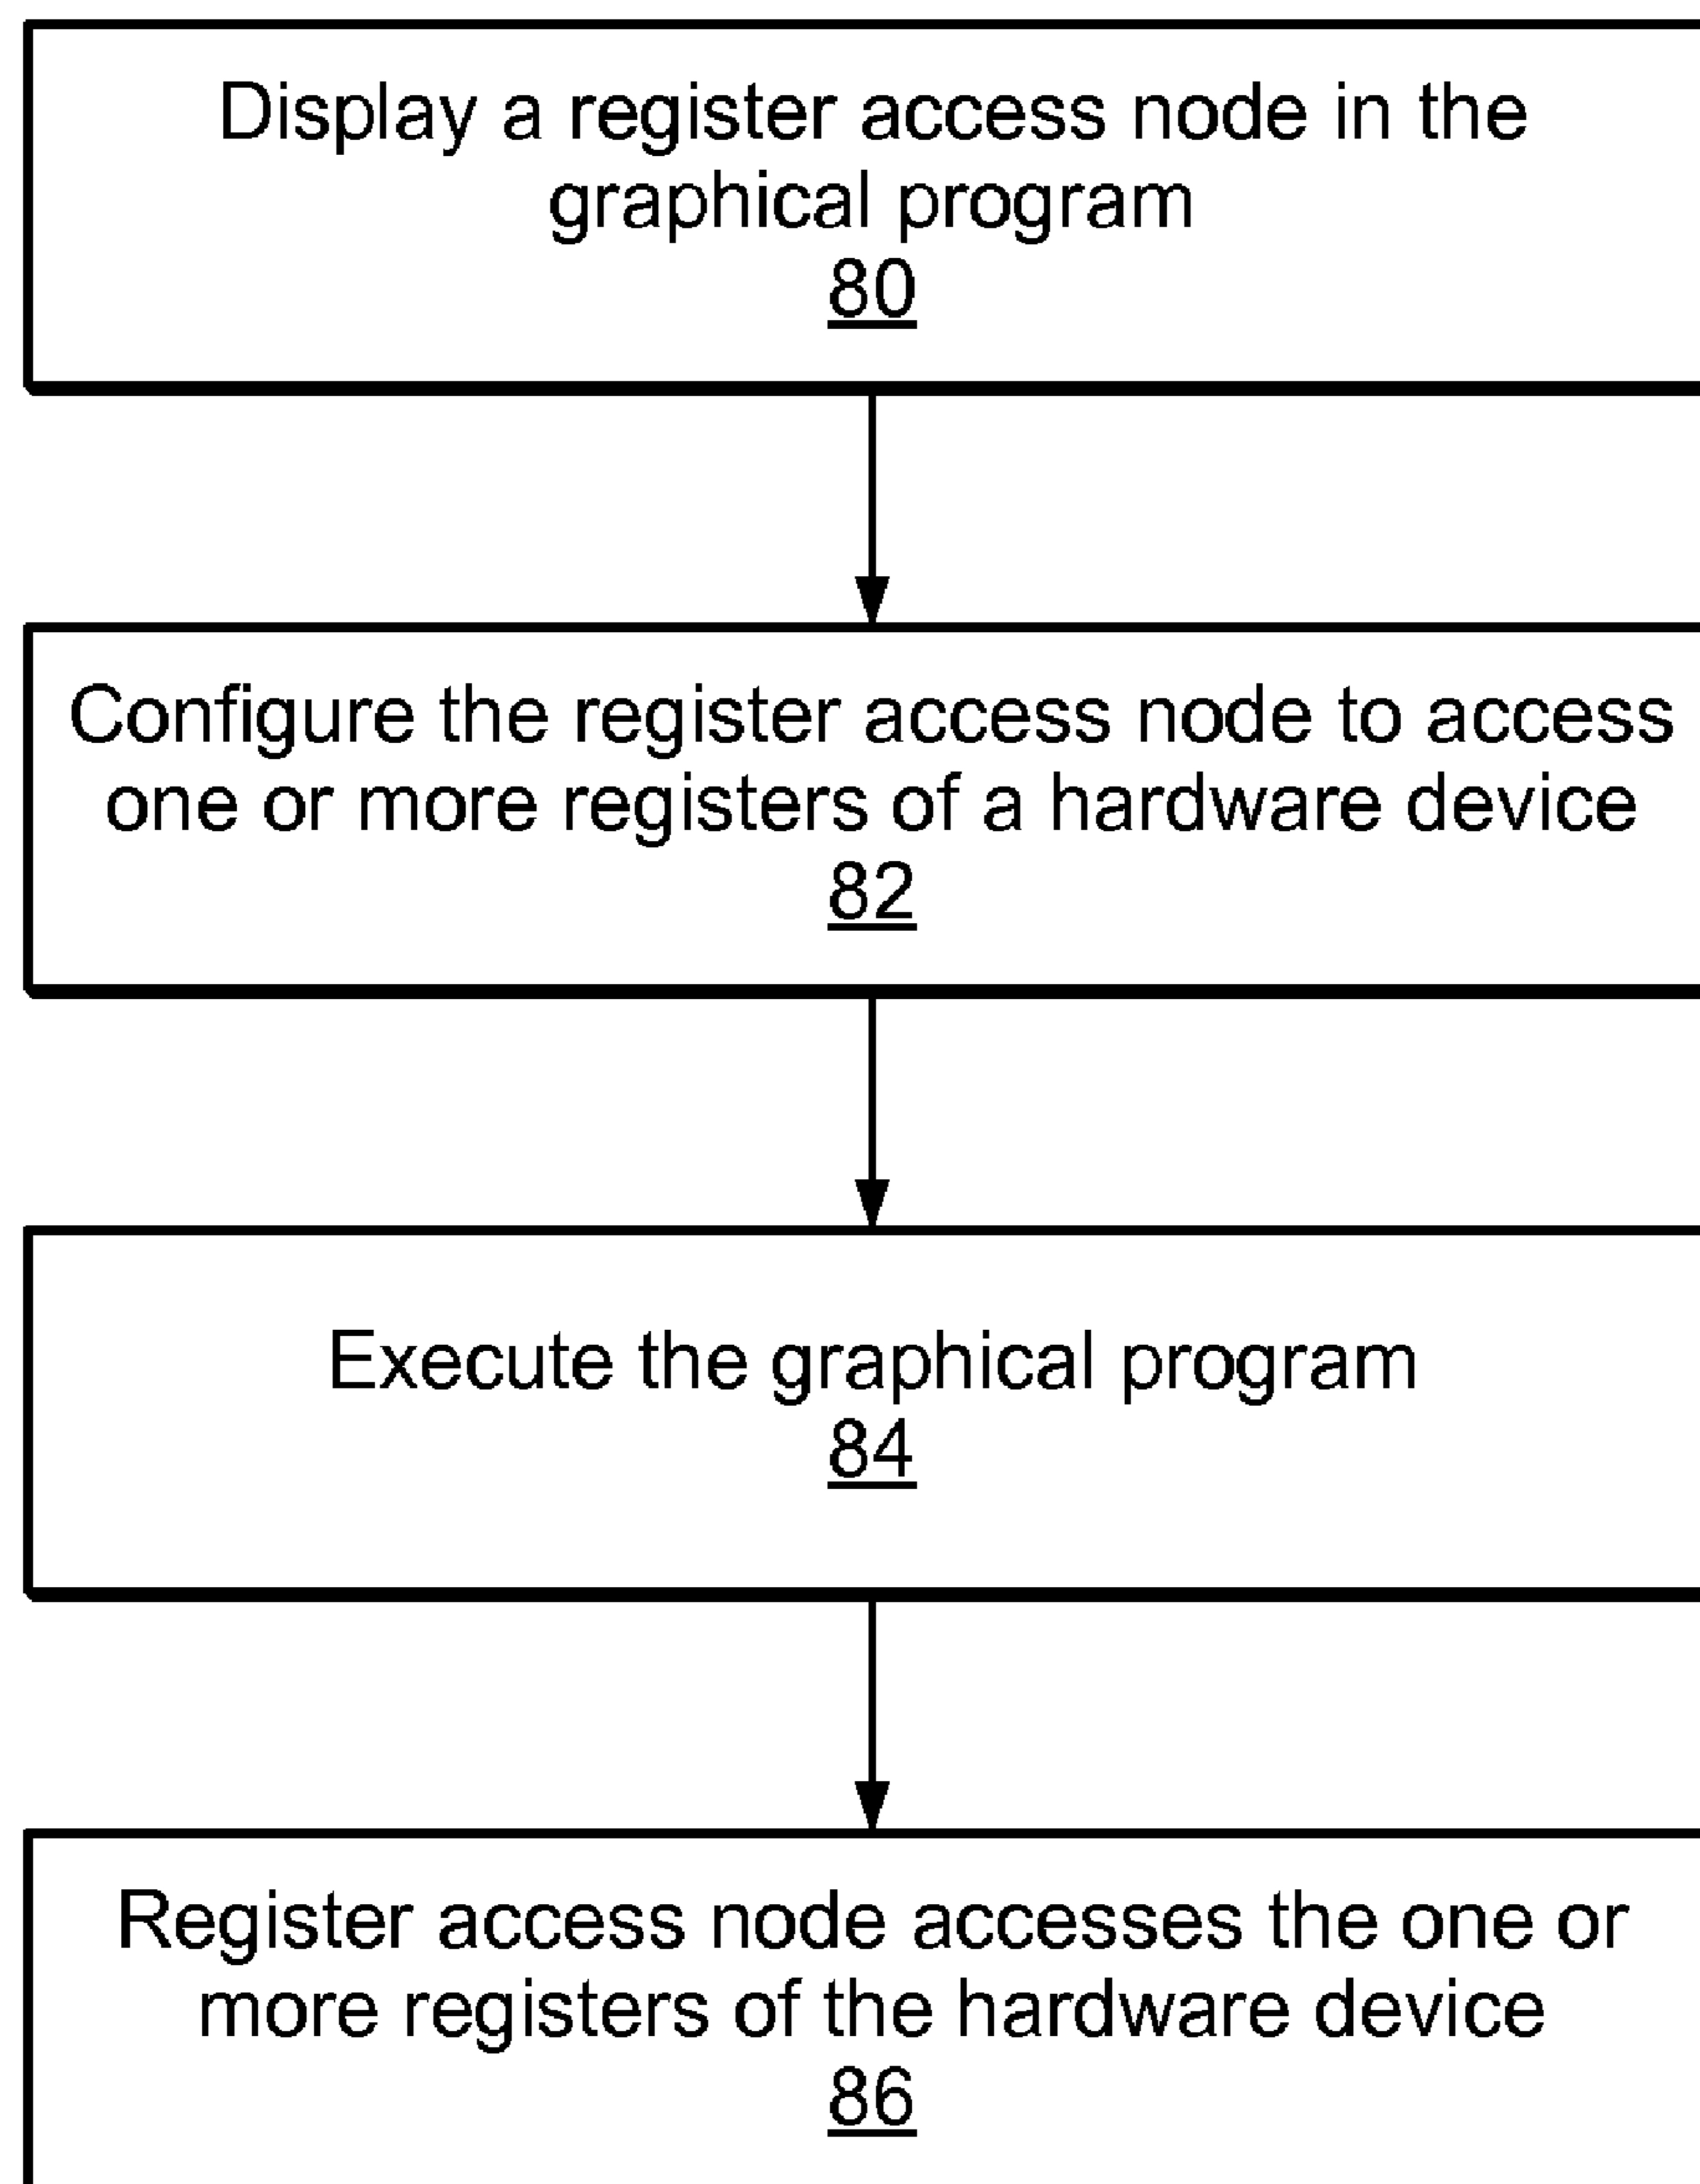 Display a register access node in the
graphical program
80
Configure the register access node to access
one or more registers of a hardware device
82
Execute the graphical program
84
Register access node accesses the one or
more registers of the hardware device
86